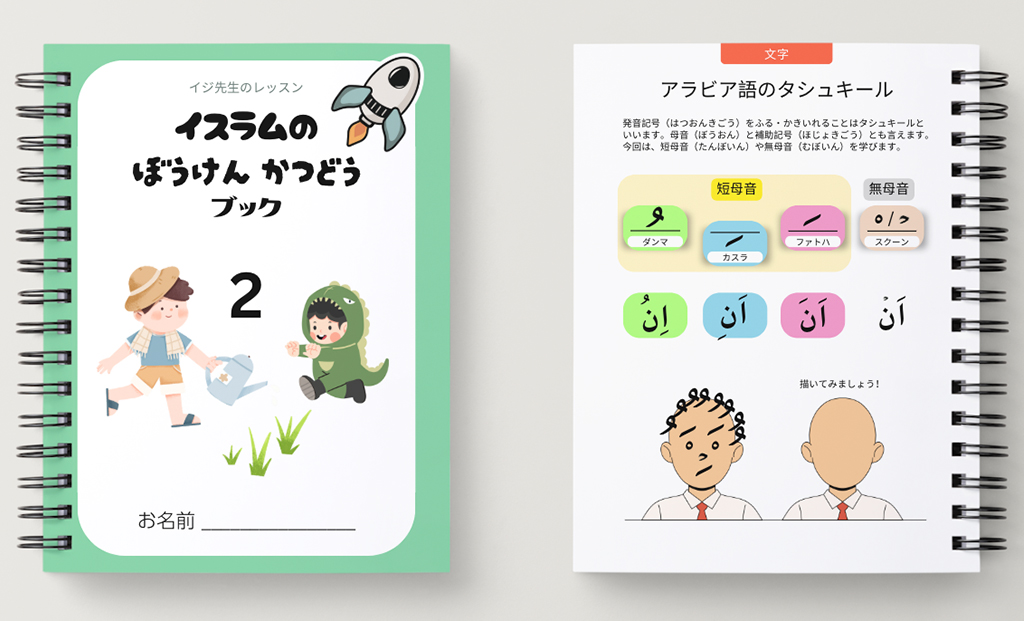 イジ先生のレッスン
イスラムの
ぼうけん かつどう
ブック
2
お名前
文字
アラビア語のタシュキール
発音記号（はつおんきごう）をふる・かきいれることはタシュキールと
いいます。母音（ぼうおん）と補助記号（ほじょきごう）とも言えます。
今回は、短母音（たんぼいん）や無母音（むぼいん）を学びます。
短母音
無母音
ダンマ
カスラ
ファトハ
スクーン
اِنُ
اَنِ
اَنَ
اَنْ
描いてみましょう！